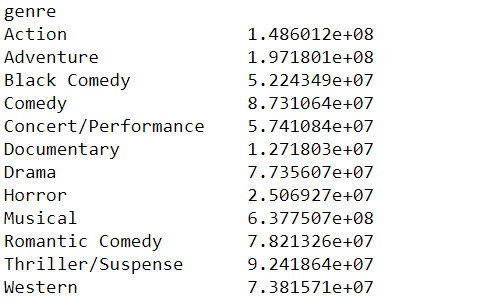 genre
Action 1.486012e+08
Adventure 1.971801e+08
Black Comedy 5.224349e+07
Comedy 8.731064e+07
Concert/Performance 5.741084e+07
Documentary 1.271803e+07
Drama 7.735607e+07
Horror 2.506927e+07
Musical 6.377507e+08
Romantic Comedy 7.821326e+07
Thriller/Suspense 9.241864e+07
Western 7.381571e+07